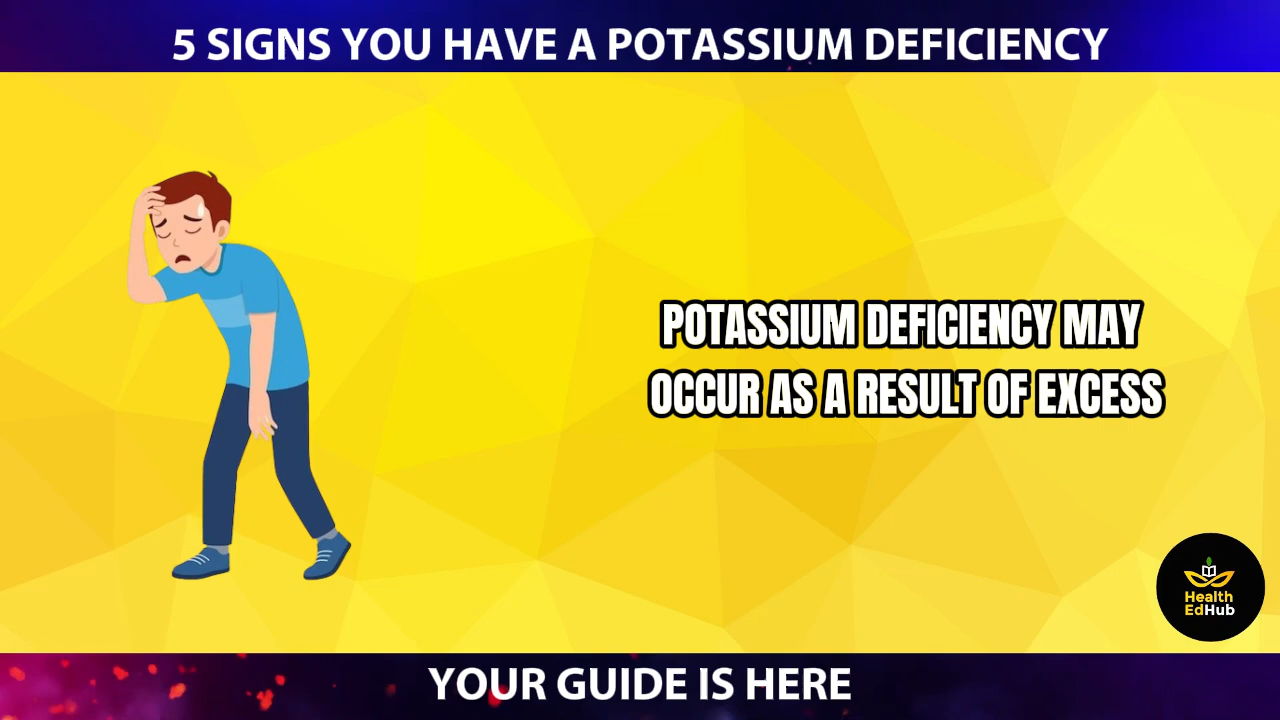 5 SIGNS YOU HAVE A POTASSIUM DEFICIENCY
POTASSIUM DEFICIENCY MAY
OCCUR AS A RESULT OF EXCESS
Health
EdHub
YOUR GUIDE IS HERE